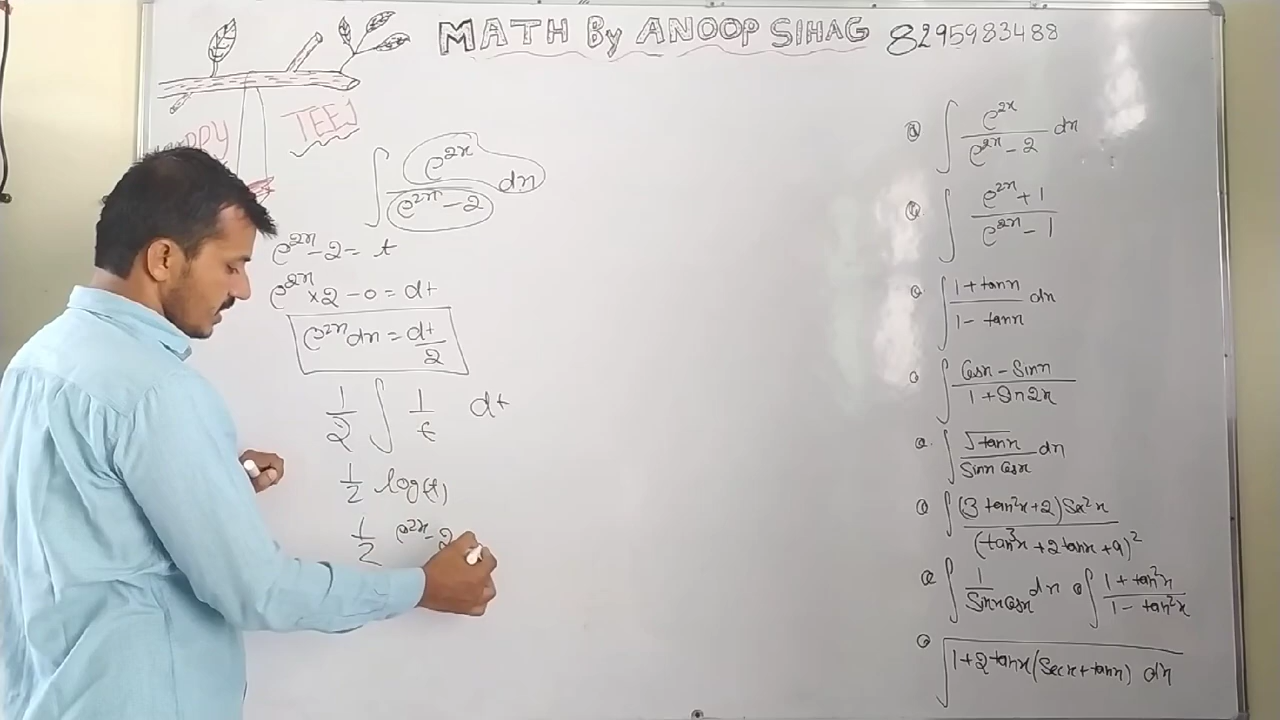 MATH By ANOOP SIHAG 8295983488
HAPPY TEEJ
∫ e^{2x} / (e^{2x} - 2) dx
e^{2x} - 2 = t
e^{2x} × 2 - 0 = dt
e^{2x} dx = dt/2
1/2 ∫ 1/t dt
1/2 log(t)
1/2 e^{2x} - 2
Q ∫ e^{2x} / (e^{2x} - 2) dx
Q. ∫ (e^{2x} + 1) / (e^{2x} - 1)
Q ∫ (1 + tanx) / (1 - tanx) dx
Q ∫ (Cosx - Sinx) / (1 + Sin2x)
Q. ∫ √tanx / (Sinx Cosx) dx
Q ∫ (3 tan²x + 2) Sec²x / (tan³x + 2 tanx + 9)²
Q ∫ 1 / (Sinx Cosx) dx Q ∫ (1 + tan²x) / (1 - tan²x)
Q √(1 + 2 tanx (Secx + tanx)) dx